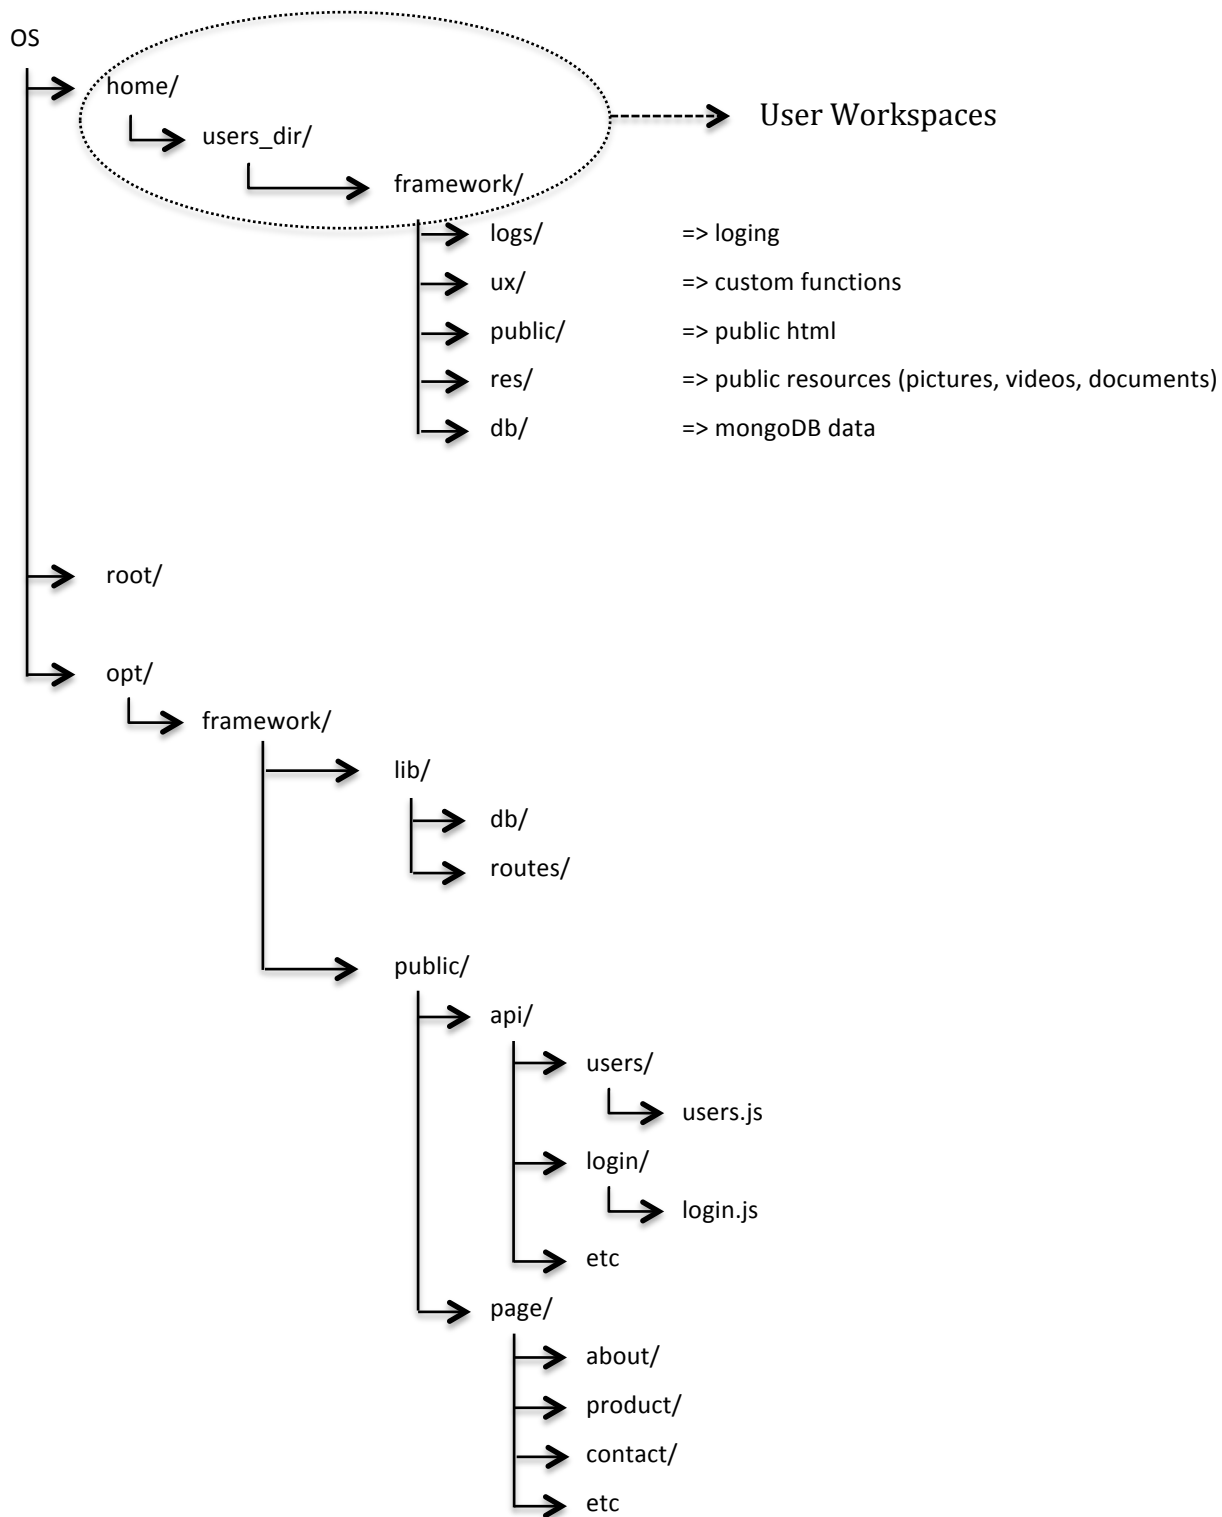 OS
home/
User Workspaces
users_dir/
framework/
logs/ => loging
ux/ => custom functions
public/ => public html
res/ => public resources (pictures, videos, documents)
db/ => mongoDB data
root/
opt/
framework/
lib/
db/
routes/
public/
api/
users/
users.js
login/
login.js
etc
page/
about/
product/
contact/
etc